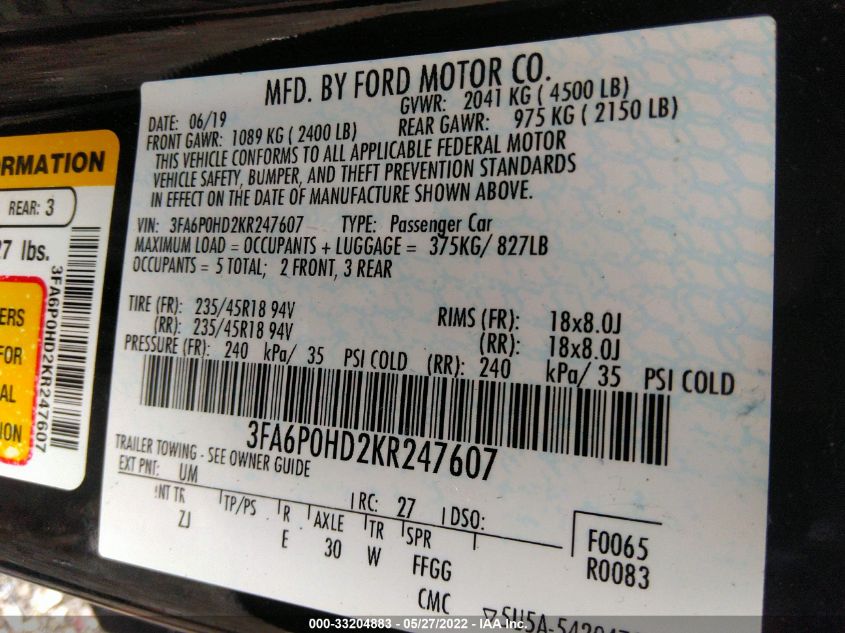 MFD. BY FORD MOTOR CO.
DATE: 06/19 GVWR: 2041 KG ( 4500 LB)
FRONT GAWR: 1089 KG ( 2400 LB) REAR GAWR: 975 KG ( 2150 LB)
THIS VEHICLE CONFORMS TO ALL APPLICABLE FEDERAL MOTOR
VEHICLE SAFETY, BUMPER, AND THEFT PREVENTION STANDARDS
IN EFFECT ON THE DATE OF MANUFACTURE SHOWN ABOVE.
VIN: 3FA6P0HD2KR247607 TYPE: Passenger Car
MAXIMUM LOAD = OCCUPANTS + LUGGAGE = 375KG/ 827LB
OCCUPANTS = 5 TOTAL; 2 FRONT, 3 REAR
TIRE (FR): 235/45R18 94V RIMS (FR): 18x8.0J
(RR): 235/45R18 94V (RR): 18x8.0J
PRESSURE (FR): 240 kPa/ 35 PSI COLD (RR): 240 kPa/ 35 PSI COLD
3FA6P0HD2KR247607
TRAILER TOWING - SEE OWNER GUIDE
EXT PNT: UM RC: 27 DSO:
INT TR TP/PS R AXLE TR SPR
ZJ E 30 W FFGG
CMC
F0065
R0083
ORMATION
REAR: 3
27 lbs.
ERS
FOR
AL
ION
3FA6P0HD2KR247607
000-33204883 - 05/27/2022 - IAA Inc.